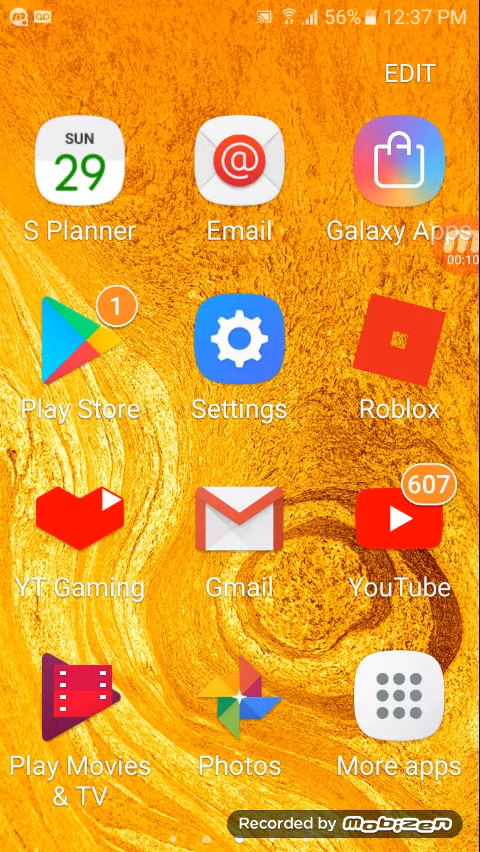 56% 12:37 PM
EDIT
SUN
29
@
S Planner
Email
Galaxy Apps
00:10
1
Play Store
Settings
Roblox
607
YT Gaming
Gmail
YouTube
Play Movies
& TV
Photos
More apps
Recorded by mobizen